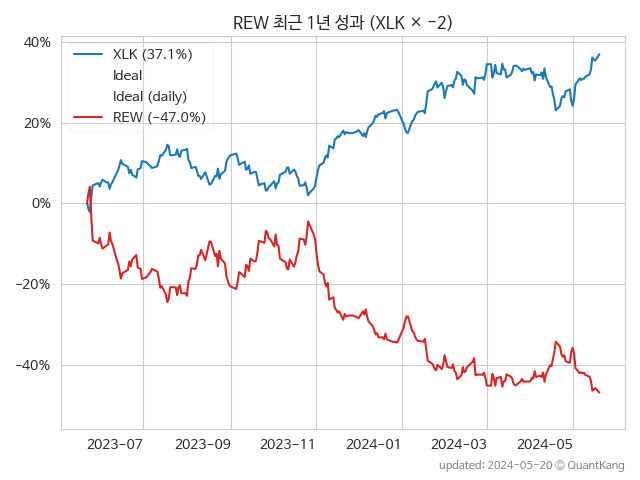 REW 최근 1년 성과 (XLK × −2)
40%
20%
0%
−20%
−40%
XLK (37.1%)
Ideal
Ideal (daily)
REW (−47.0%)
2023-07
2023-09
2023-11
2024-01
2024-03
2024-05
updated: 2024-05-20 © QuantKang